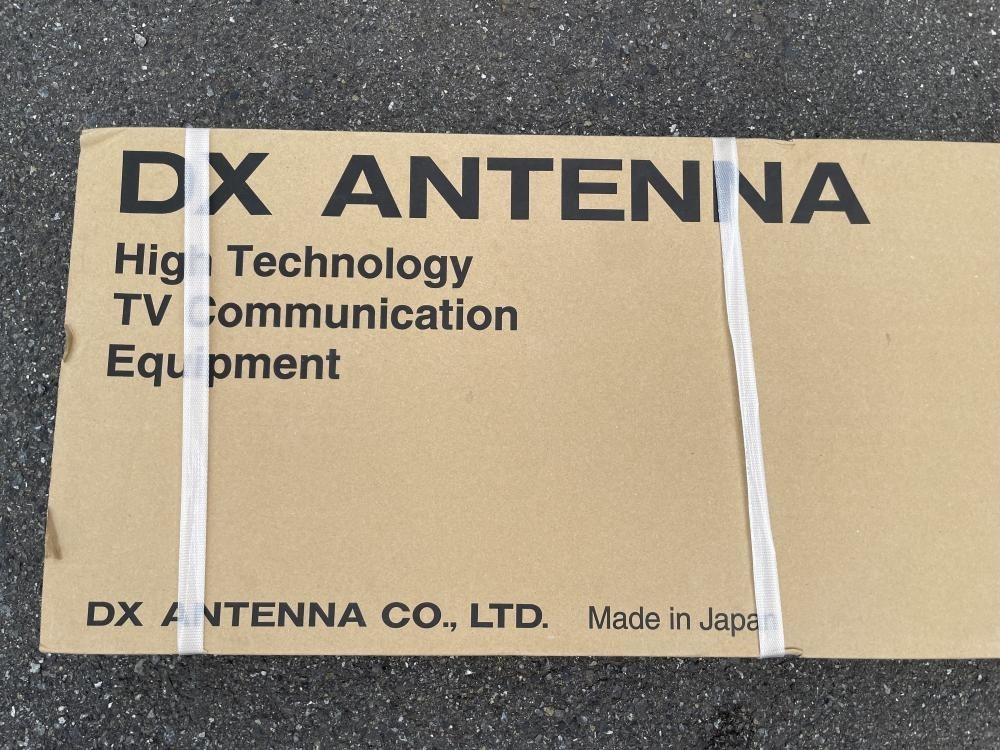 DX ANTENNA
High Technology
TV Communication
Equipment
DX ANTENNA CO., LTD. Made in Japan